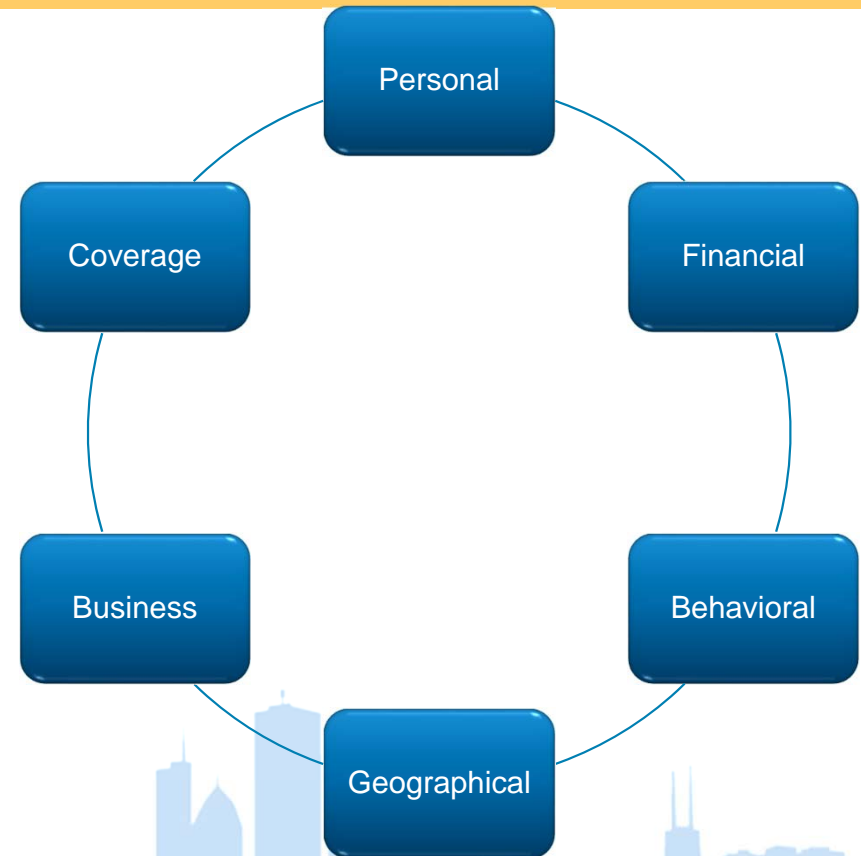 Personal
Financial
Behavioral
Geographical
Business
Coverage